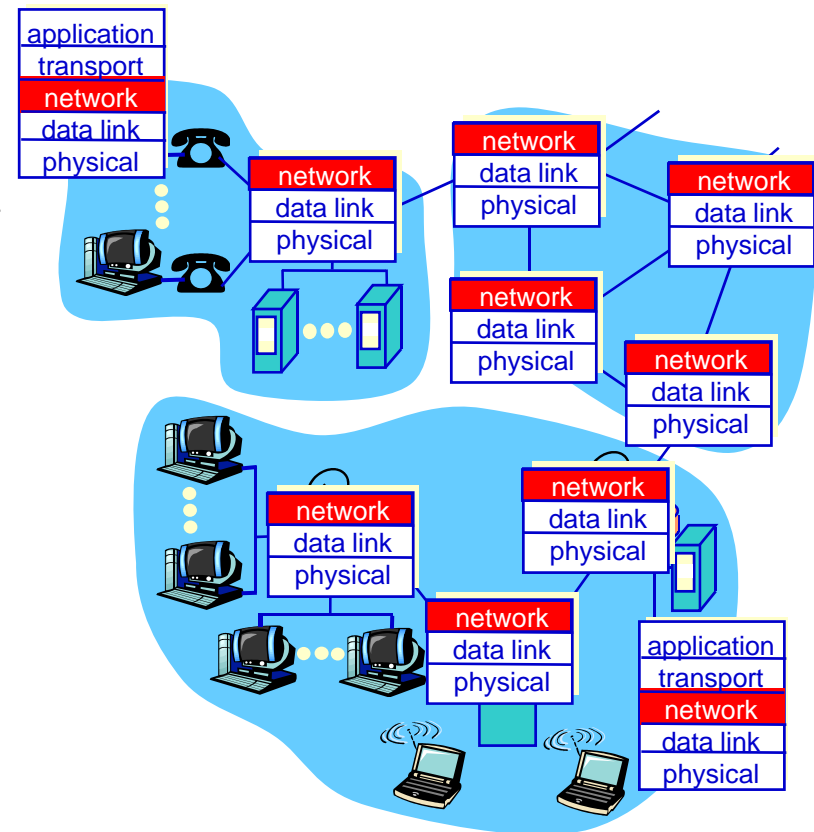 application
transport
network
data link
physical
network
data link
physical
network
data link
physical
network
data link
physical
network
data link
physical
network
data link
physical
network
data link
physical
network
data link
physical
network
data link
physical
application
transport
network
data link
physical